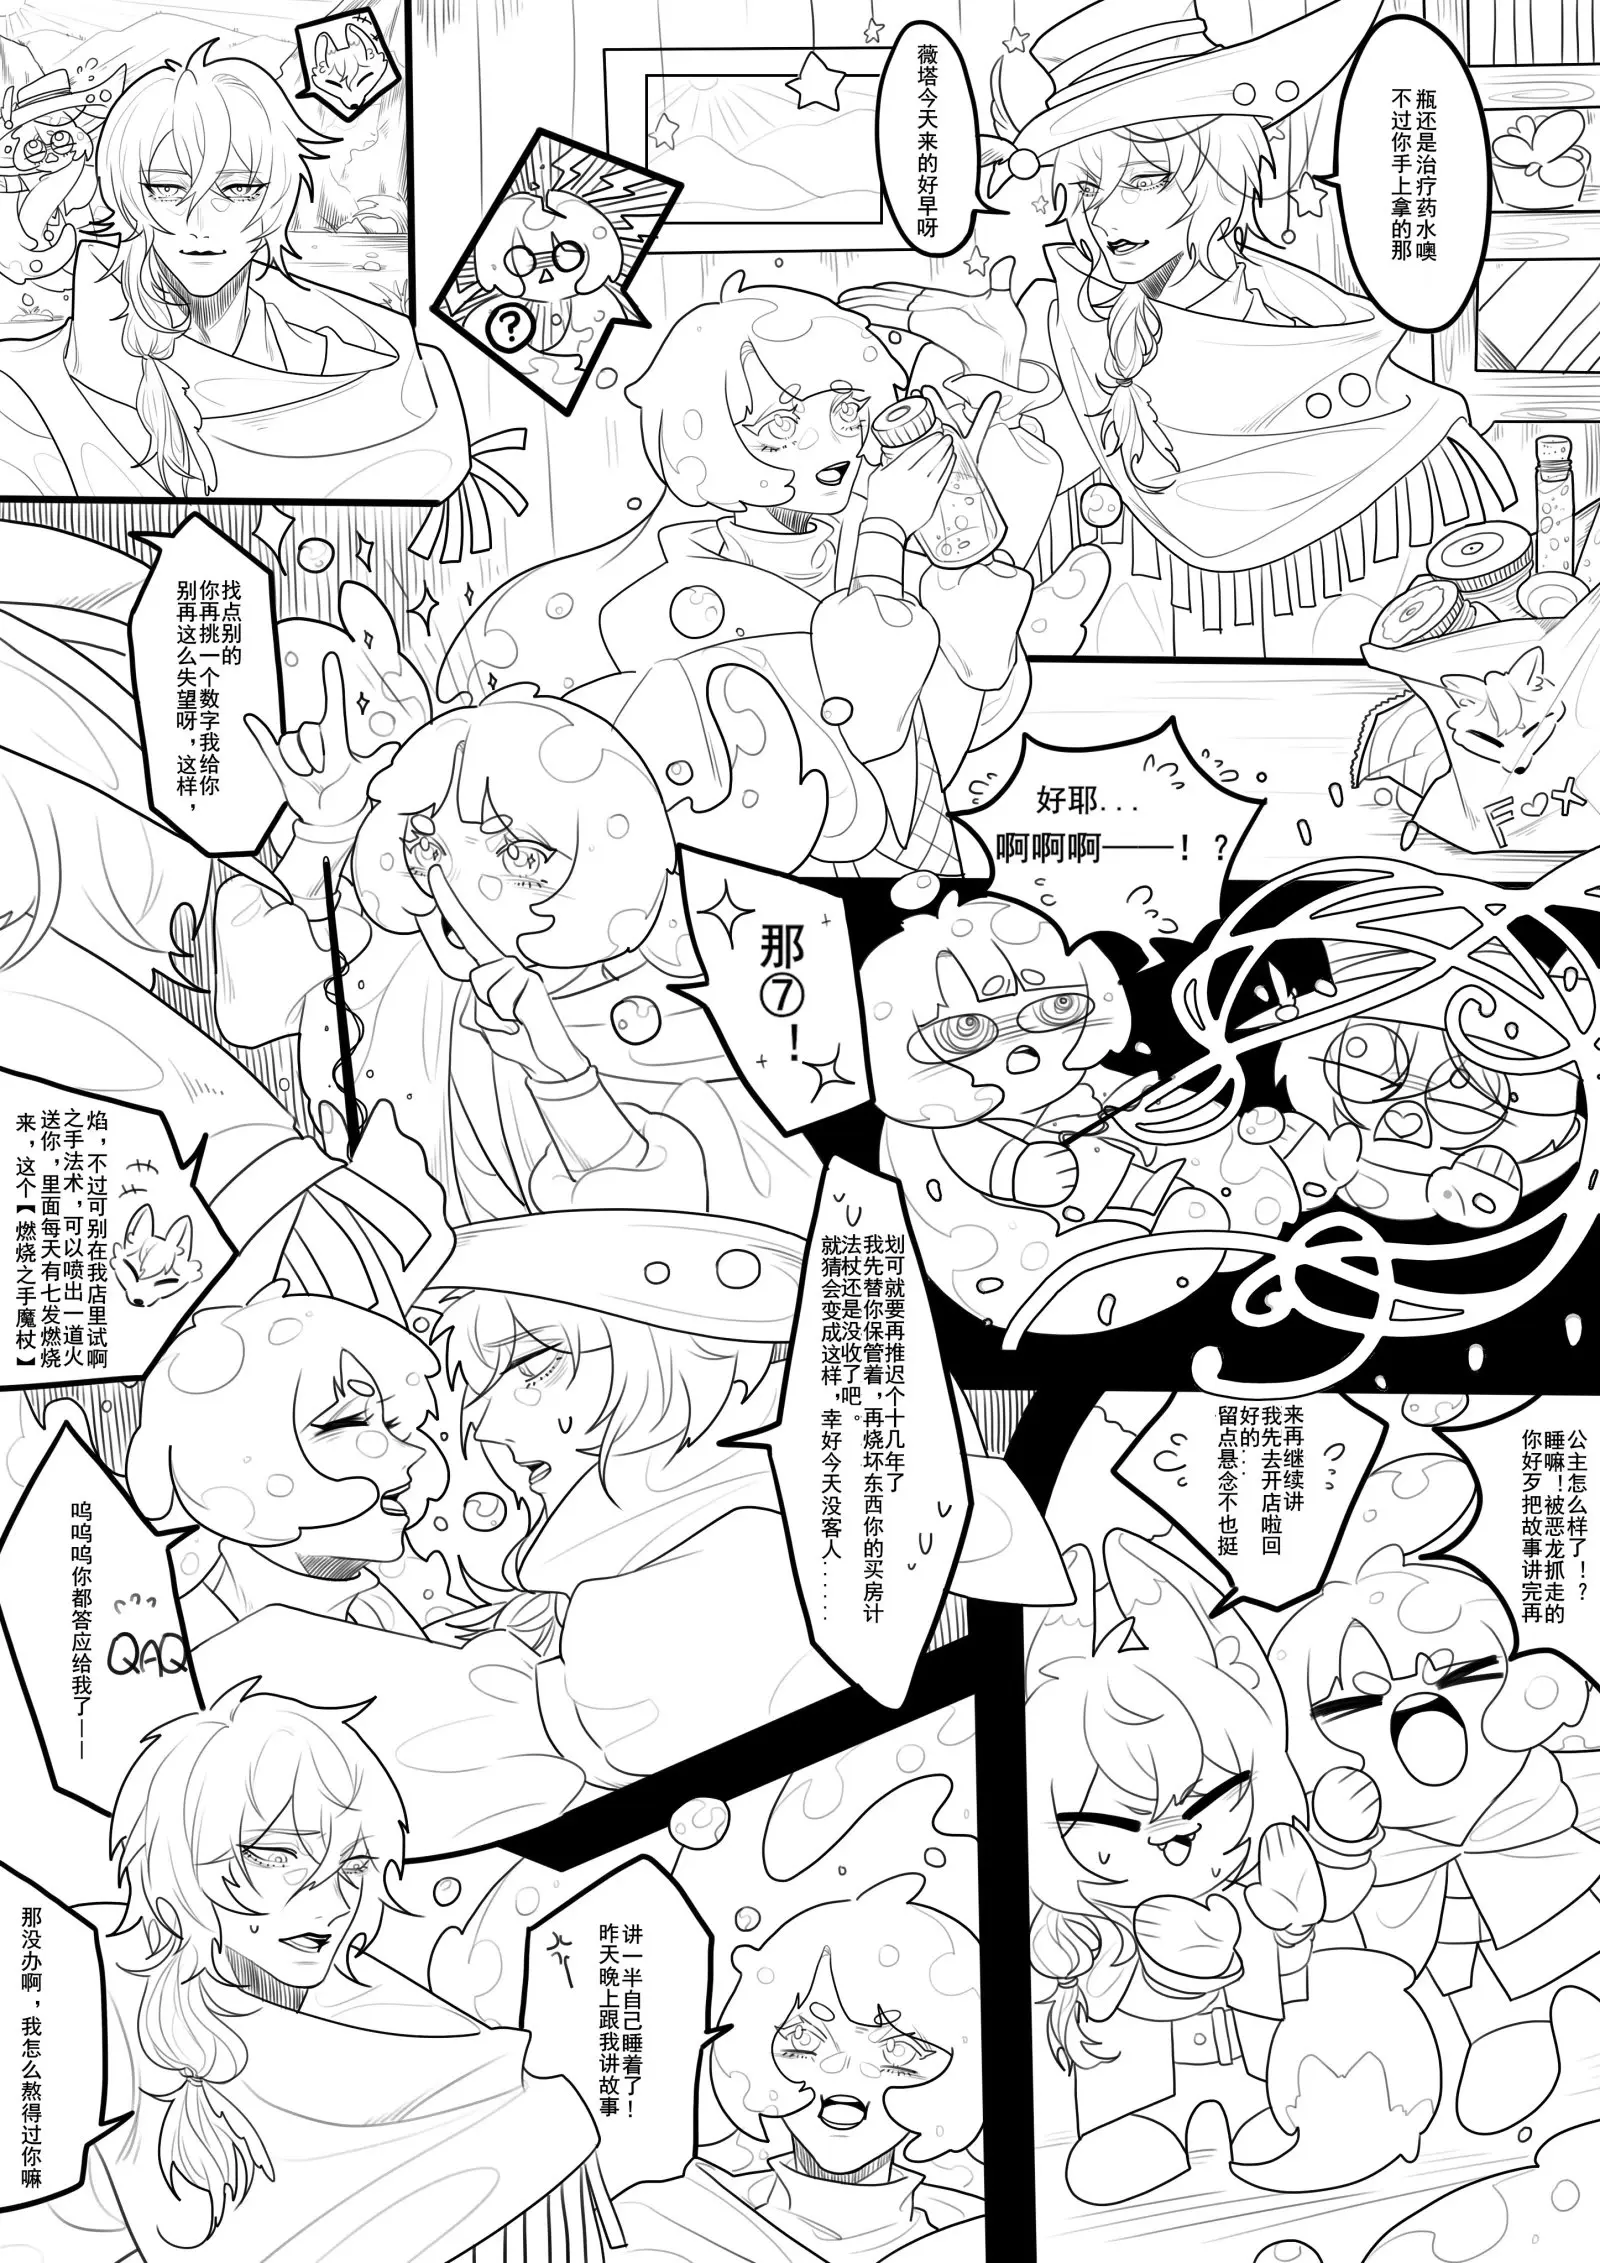 薇塔今天来的好早呀
不过你手上拿的那
瓶还是治疗药水噢
?
F♥x
别再这么失望呀，这样，
你再挑一个数字我给你
找点别的
那⑦！
来，这个【燃烧之手魔杖】
送你，里面每天有七发燃烧
之手法术，可以喷出一道火
焰，不过可别在我店里试啊
好耶...
啊啊啊——！？
就猜会变成这样，幸好今天没客人......
法杖还是没收了吧。
我先替你保管着，再烧坏东西你的买房计
划可就要再推迟个十几年了
呜呜呜你都答应给我了——
QAQ
那没办啊，我怎么熬得过你嘛
昨天晚上跟我讲故事
讲一半自己睡着了！
你好歹把故事讲完再
睡嘛！被恶龙抓走的
公主怎么样了！？
留点悬念不也挺
好的...
我先去开店啦回
来再继续讲